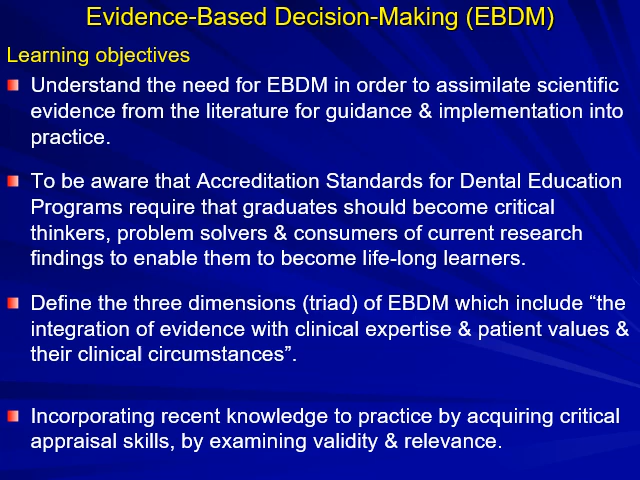 Evidence-Based Decision-Making (EBDM)
Learning objectives
Understand the need for EBDM in order to assimilate scientific
evidence from the literature for guidance & implementation into
practice.
To be aware that Accreditation Standards for Dental Education
Programs require that graduates should become critical
thinkers, problem solvers & consumers of current research
findings to enable them to become life-long learners.
Define the three dimensions (triad) of EBDM which include “the
integration of evidence with clinical expertise & patient values &
their clinical circumstances”.
Incorporating recent knowledge to practice by acquiring critical
appraisal skills, by examining validity & relevance.